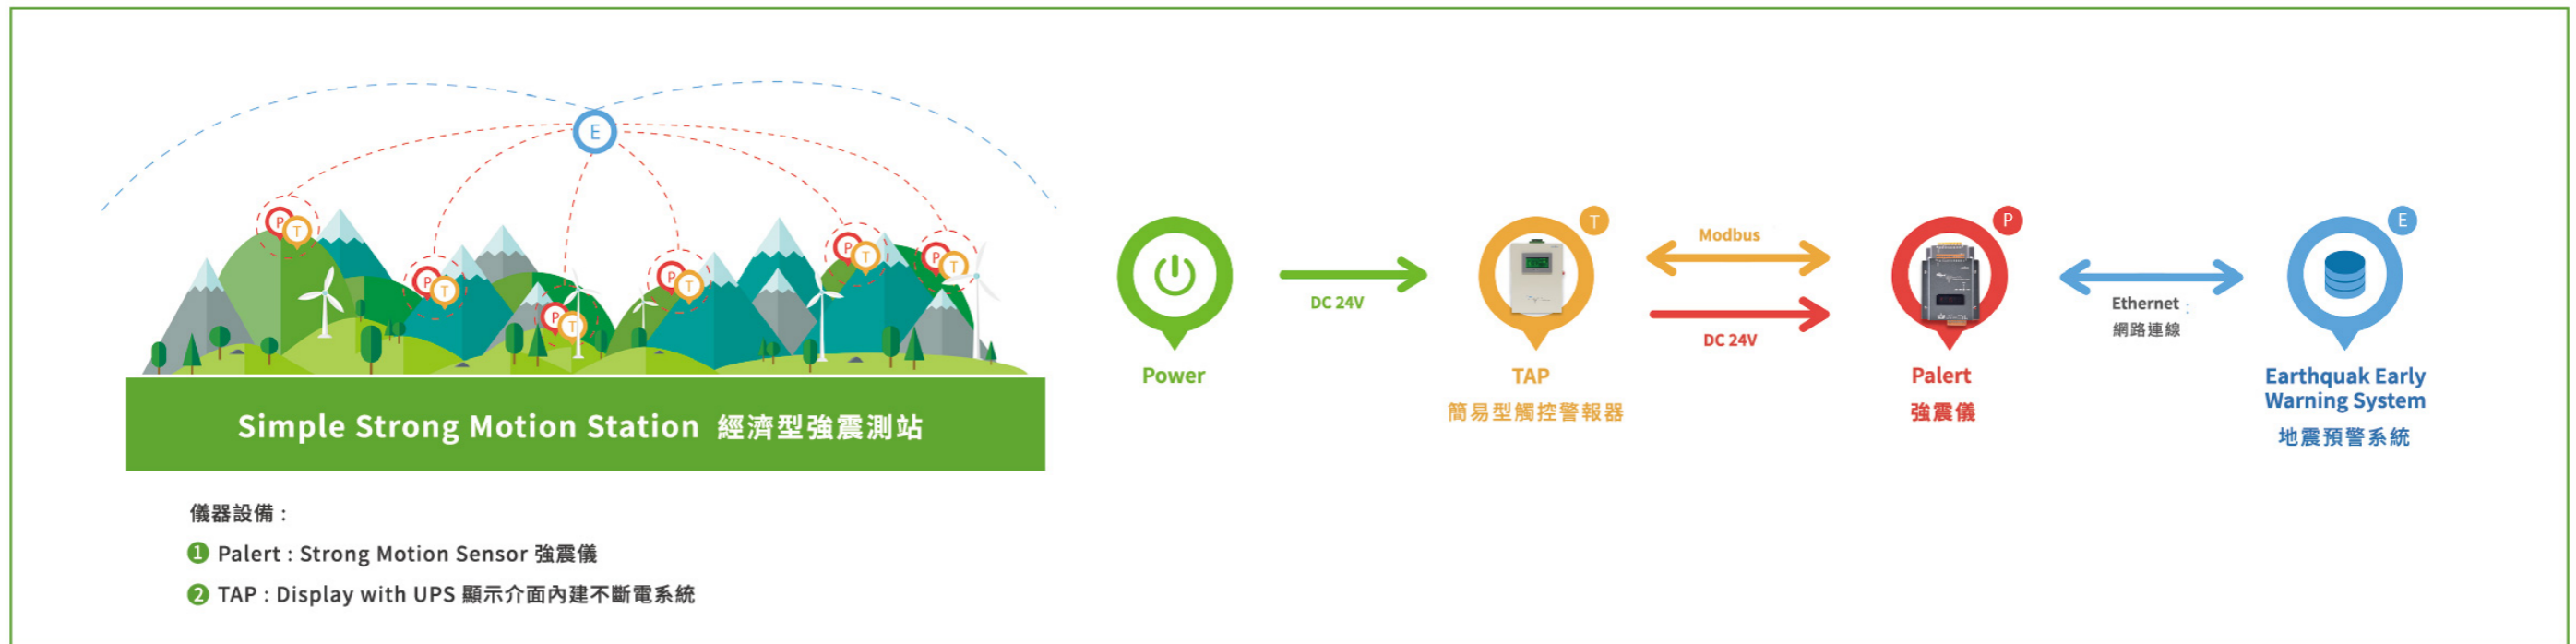 E
P T
P T
P T
P T
P T
P T
Simple Strong Motion Station 經濟型強震測站
儀器設備 :
1 Palert : Strong Motion Sensor 強震儀
2 TAP : Display with UPS 顯示介面內建不斷電系統
Power
DC 24V
T
TAP
簡易型觸控警報器
Modbus
DC 24V
P
Palert
強震儀
Ethernet :
網路連線
E
Earthquak Early
Warning System
地震預警系統